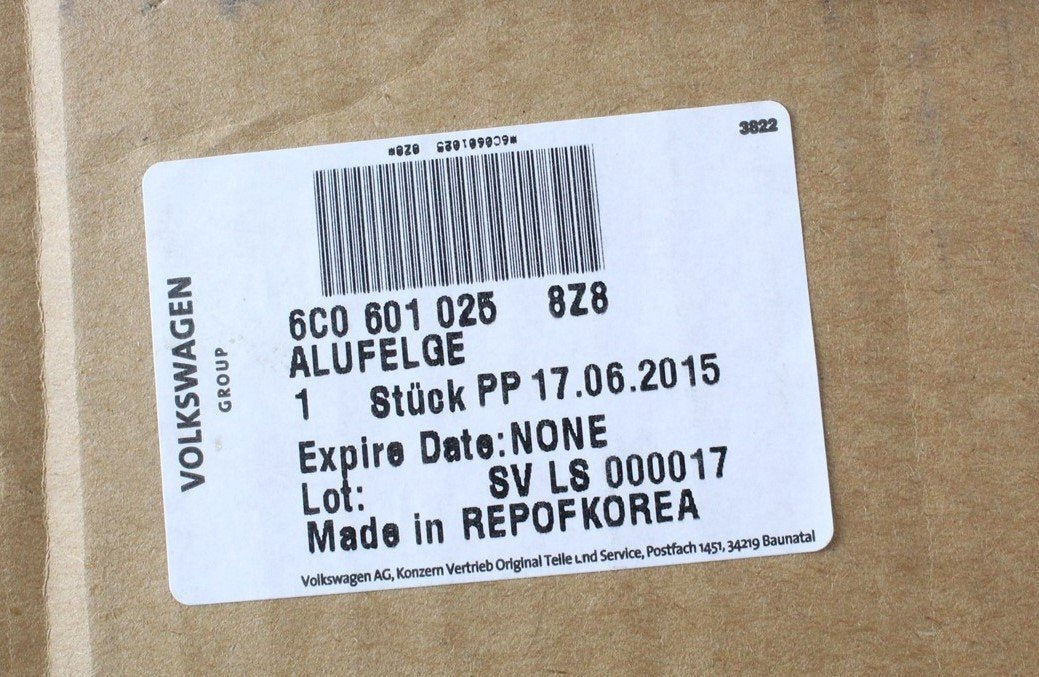 3822
*6C0601025 8Z8*
6C0 601 025 8Z8
ALUFELGE
1 Stück PP 17.06.2015
Expire Date:NONE
Lot: SV LS 000017
Made in REPOFKOREA
Volkswagen AG, Konzern Vertrieb Original Teile und Service, Postfach 1451, 34219 Baunatal
VOLKSWAGEN
GROUP